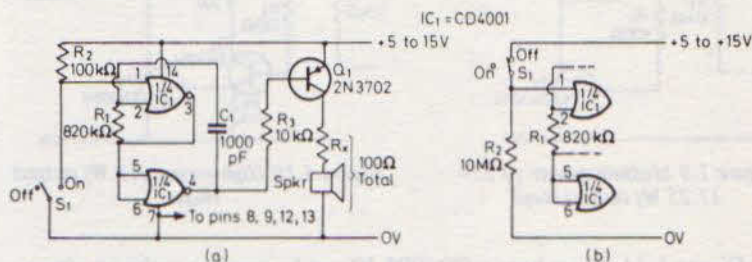 IC₁ = CD4001
+5 to 15V
R₂
100kΩ
1
14
1/4
IC₁
2
3
R₁
820kΩ
C₁
1000
pF
Q₁
2N3702
R₃
10kΩ
Rx
100Ω
Total
Spkr
5
1/4
IC₁
4
6
7
To pins 8, 9, 12, 13
On
Off
S₁
0V
(a)
+5 to +15V
Off
On
S₁
1
1/4
IC₁
2
R₁
820kΩ
R₂
10MΩ
5
1/4
IC₁
6
0V
(b)